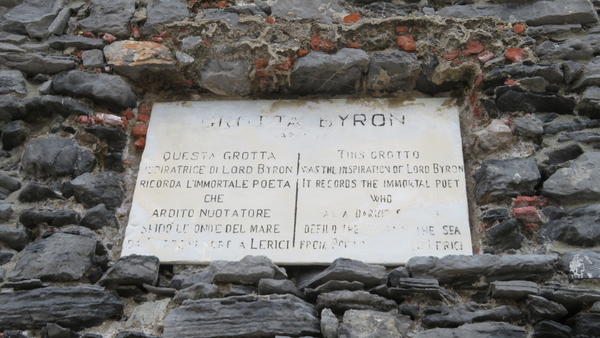 GROTTA BYRON
QUESTA GROTTA
ISPIRATRICE DI LORD BYRON
RICORDA L'IMMORTALE POETA
CHE
ARDITO NUOTATORE
SFIDÒ LE ONDE DEL MARE
A LERICI
THIS GROTTO
WAS THE INSPIRATION OF LORD BYRON
IT RECORDS THE IMMORTAL POET
WHO
AS A DARING
DEFIED THE THE SEA
FROM LERICI